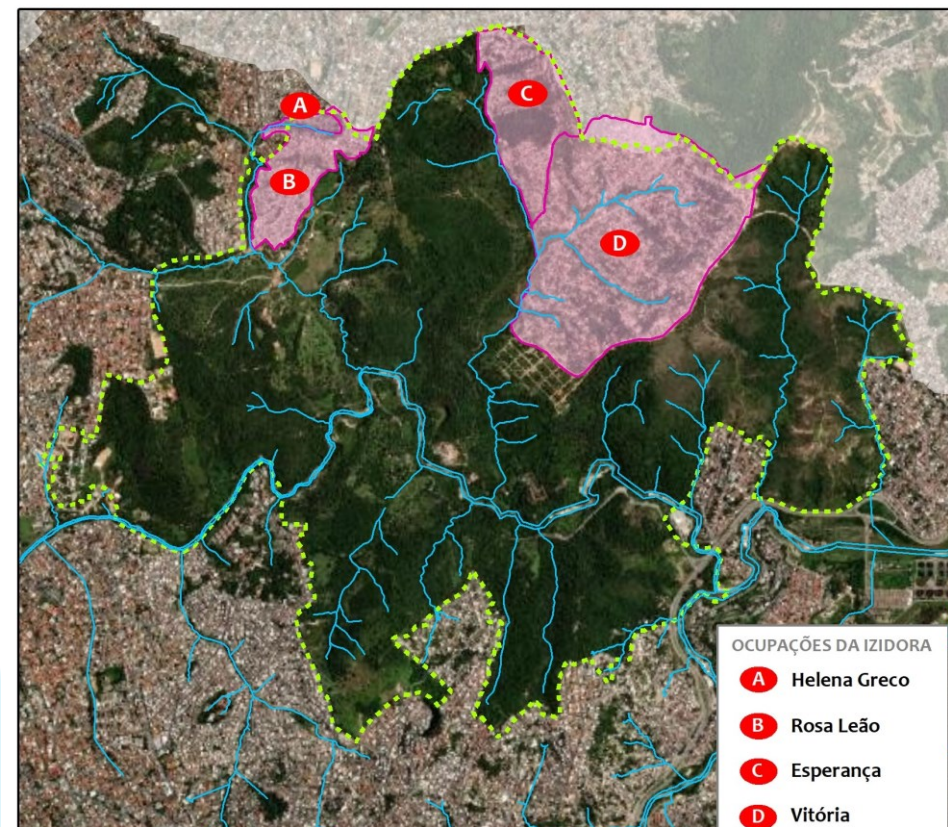 A
B
C
D
OCUPAÇÕES DA IZIDORA
A Helena Greco
B Rosa Leão
C Esperança
D Vitória